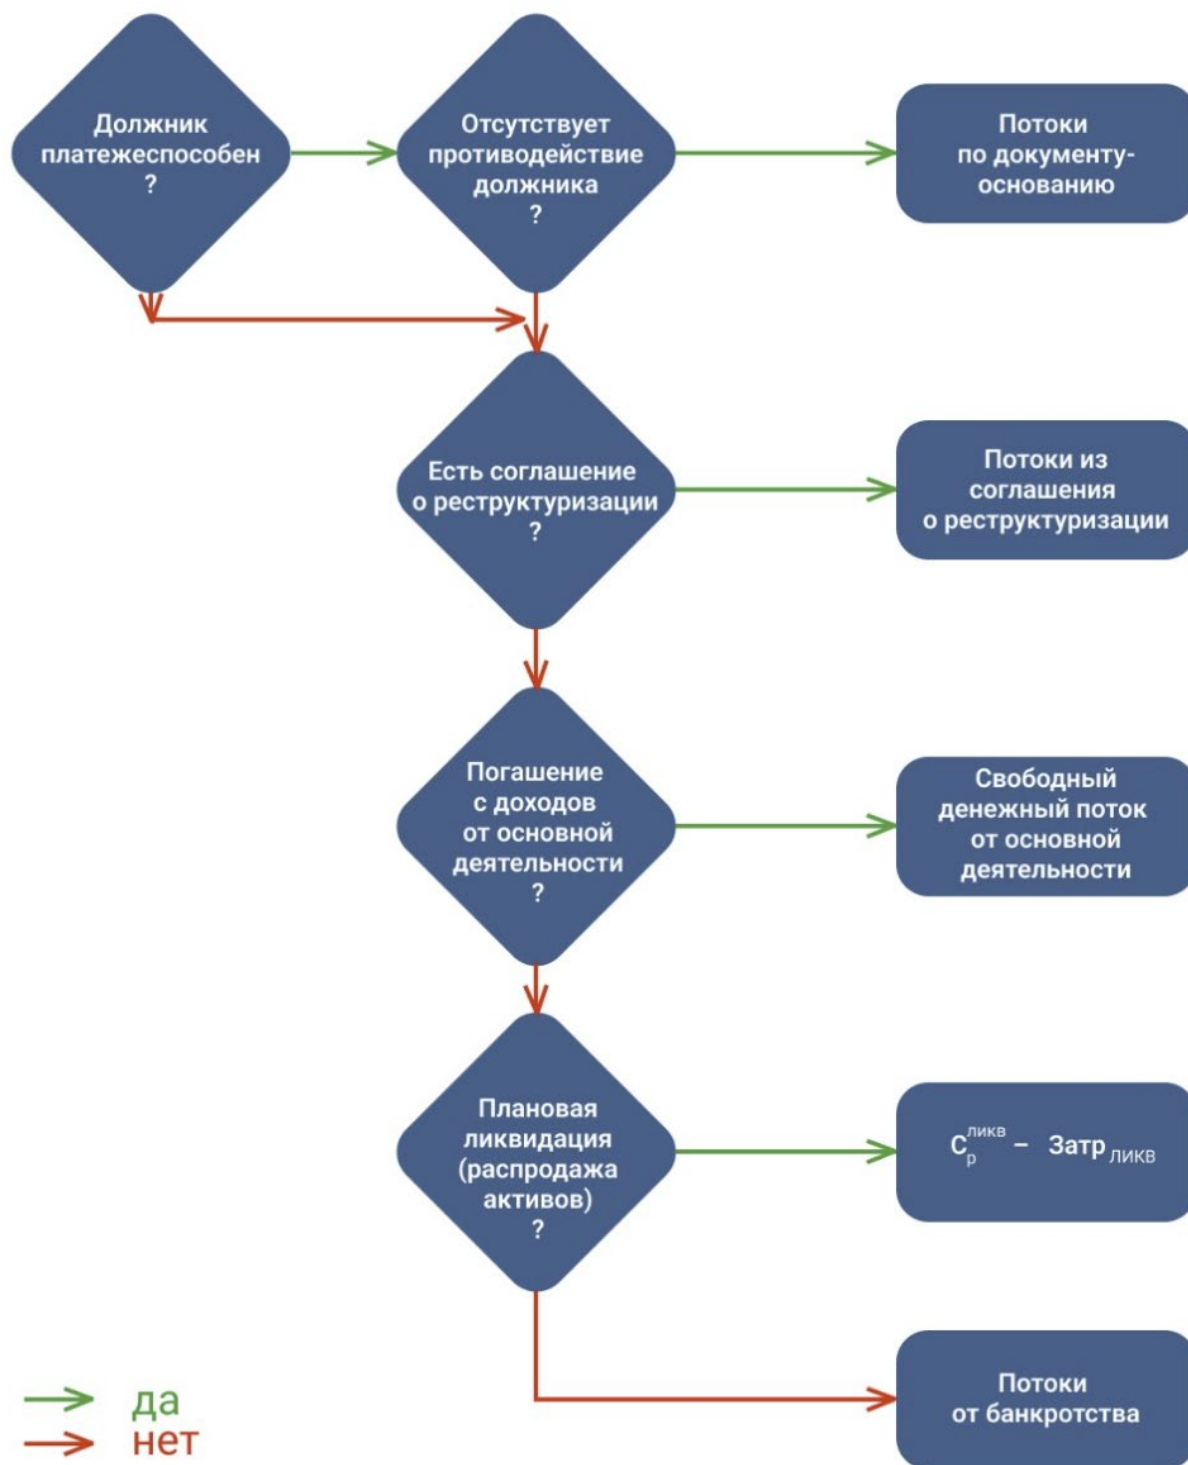 Должник
платежеспособен
?
Отсутствует
противодействие
должника
?
Потоки
по документу-
основанию
Есть соглашение
о реструктуризации
?
Потоки из
соглашения
о реструктуризации
Погашение
с доходов
от основной
деятельности
?
Свободный
денежный поток
от основной
деятельности
Плановая
ликвидация
(распродажа
активов)
?
Cрликв – Затрликв
Потоки
от банкротства
да
нет